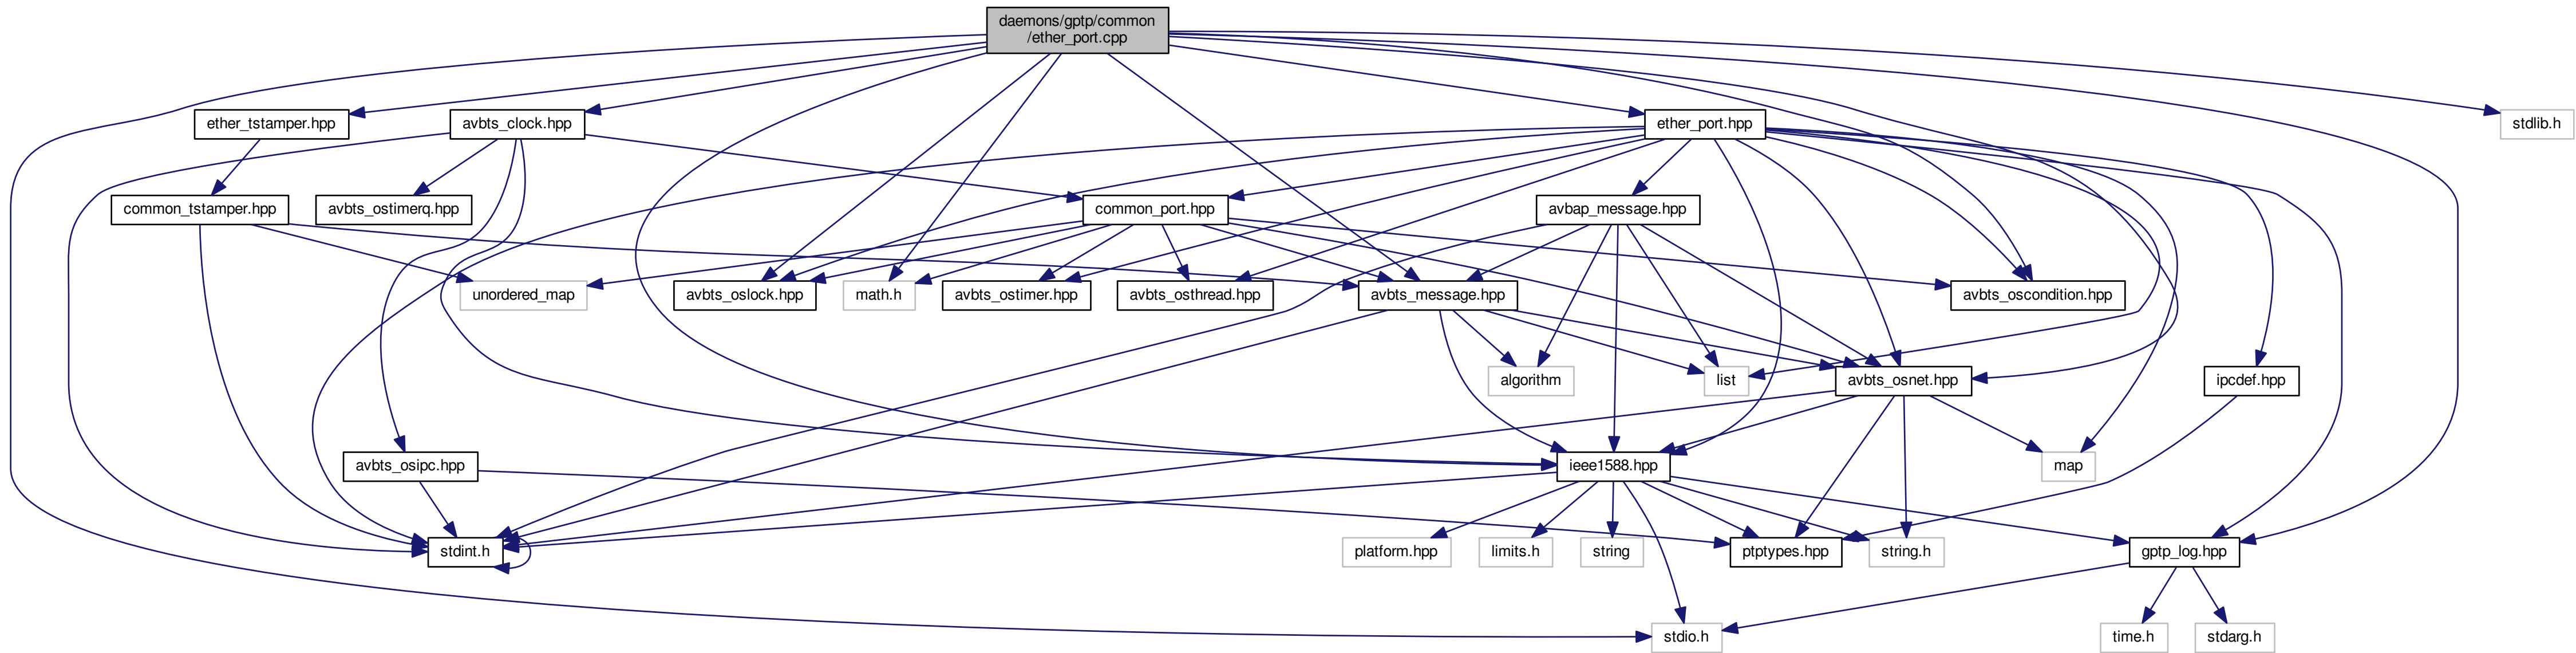 daemons/gptp/common
/ether_port.cpp
ether_tstamper.hpp
avbts_clock.hpp
ether_port.hpp
stdlib.h
common_tstamper.hpp
avbts_ostimerq.hpp
common_port.hpp
avbap_message.hpp
unordered_map
avbts_oslock.hpp
math.h
avbts_ostimer.hpp
avbts_osthread.hpp
avbts_message.hpp
avbts_oscondition.hpp
algorithm
list
avbts_osnet.hpp
ipcdef.hpp
avbts_osipc.hpp
ieee1588.hpp
map
stdint.h
platform.hpp
limits.h
string
ptptypes.hpp
string.h
gptp_log.hpp
stdio.h
time.h
stdarg.h